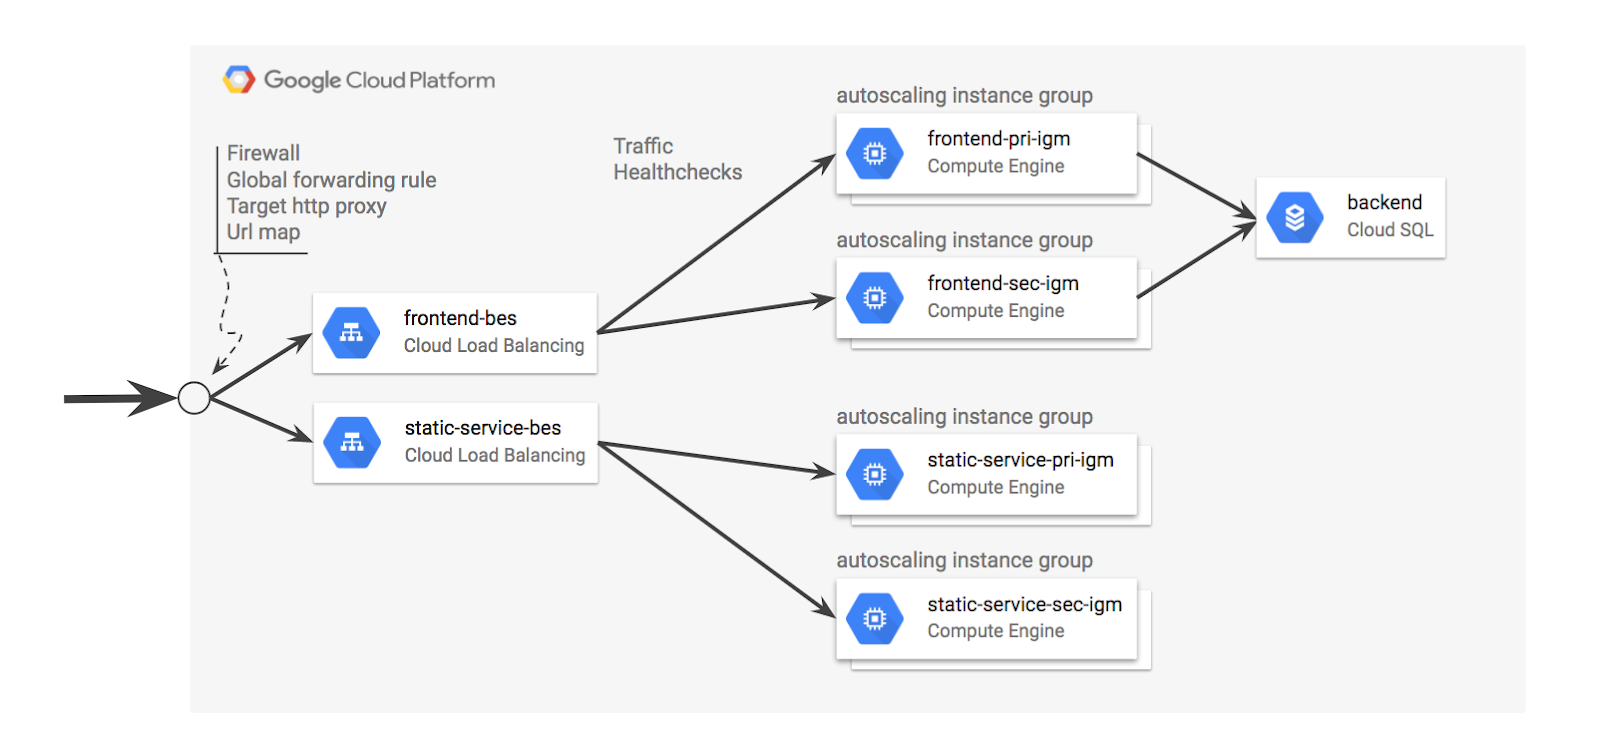 Google Cloud Platform
Firewall
Global forwarding rule
Target http proxy
Url map
Traffic
Healthchecks
frontend-bes
Cloud Load Balancing
static-service-bes
Cloud Load Balancing
autoscaling instance group
frontend-pri-igm
Compute Engine
autoscaling instance group
frontend-sec-igm
Compute Engine
autoscaling instance group
static-service-pri-igm
Compute Engine
autoscaling instance group
static-service-sec-igm
Compute Engine
backend
Cloud SQL